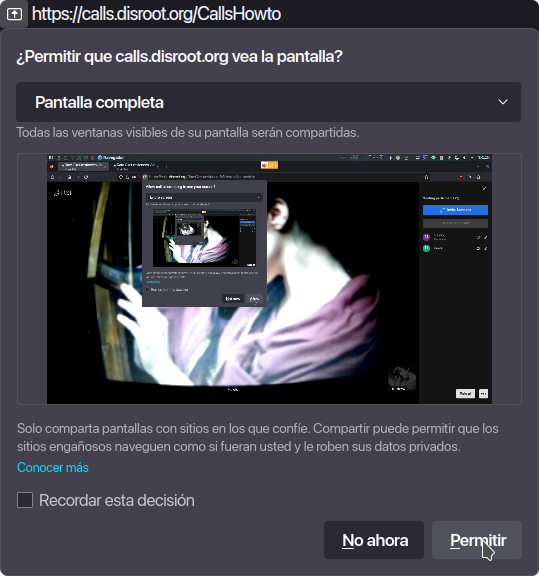 https://calls.disroot.org/CallsHowto
¿Permitir que calls.disroot.org vea la pantalla?
Pantalla completa
Todas las ventanas visibles de su pantalla serán compartidas.
Solo comparta pantallas con sitios en los que confíe. Compartir puede permitir que los
sitios engañosos naveguen como si fueran usted y le roben sus datos privados.
Conocer más
Recordar esta decisión
No ahora
Permitir